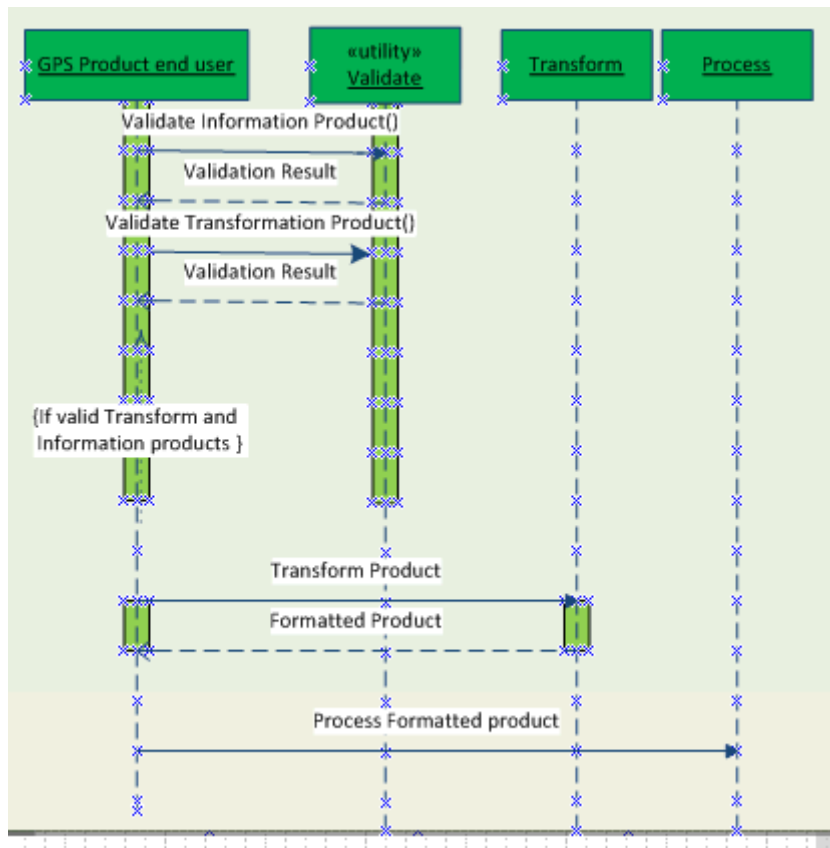 GPS Product end user
«utility»
Validate
Transform
Process
Validate Information Product()
Validation Result
Validate Transformation Product()
Validation Result
{If valid Transform and
Information products }
Transform Product
Formatted Product
Process Formatted product